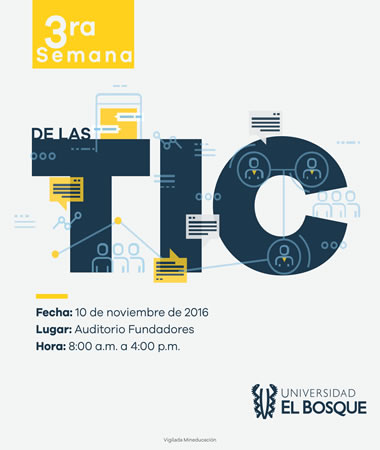 3ra
Semana
DE LAS
TIC
Fecha: 10 de noviembre de 2016
Lugar: Auditorio Fundadores
Hora: 8:00 a.m. a 4:00 p.m.
UNIVERSIDAD
EL BOSQUE
Vigilada Mineducación